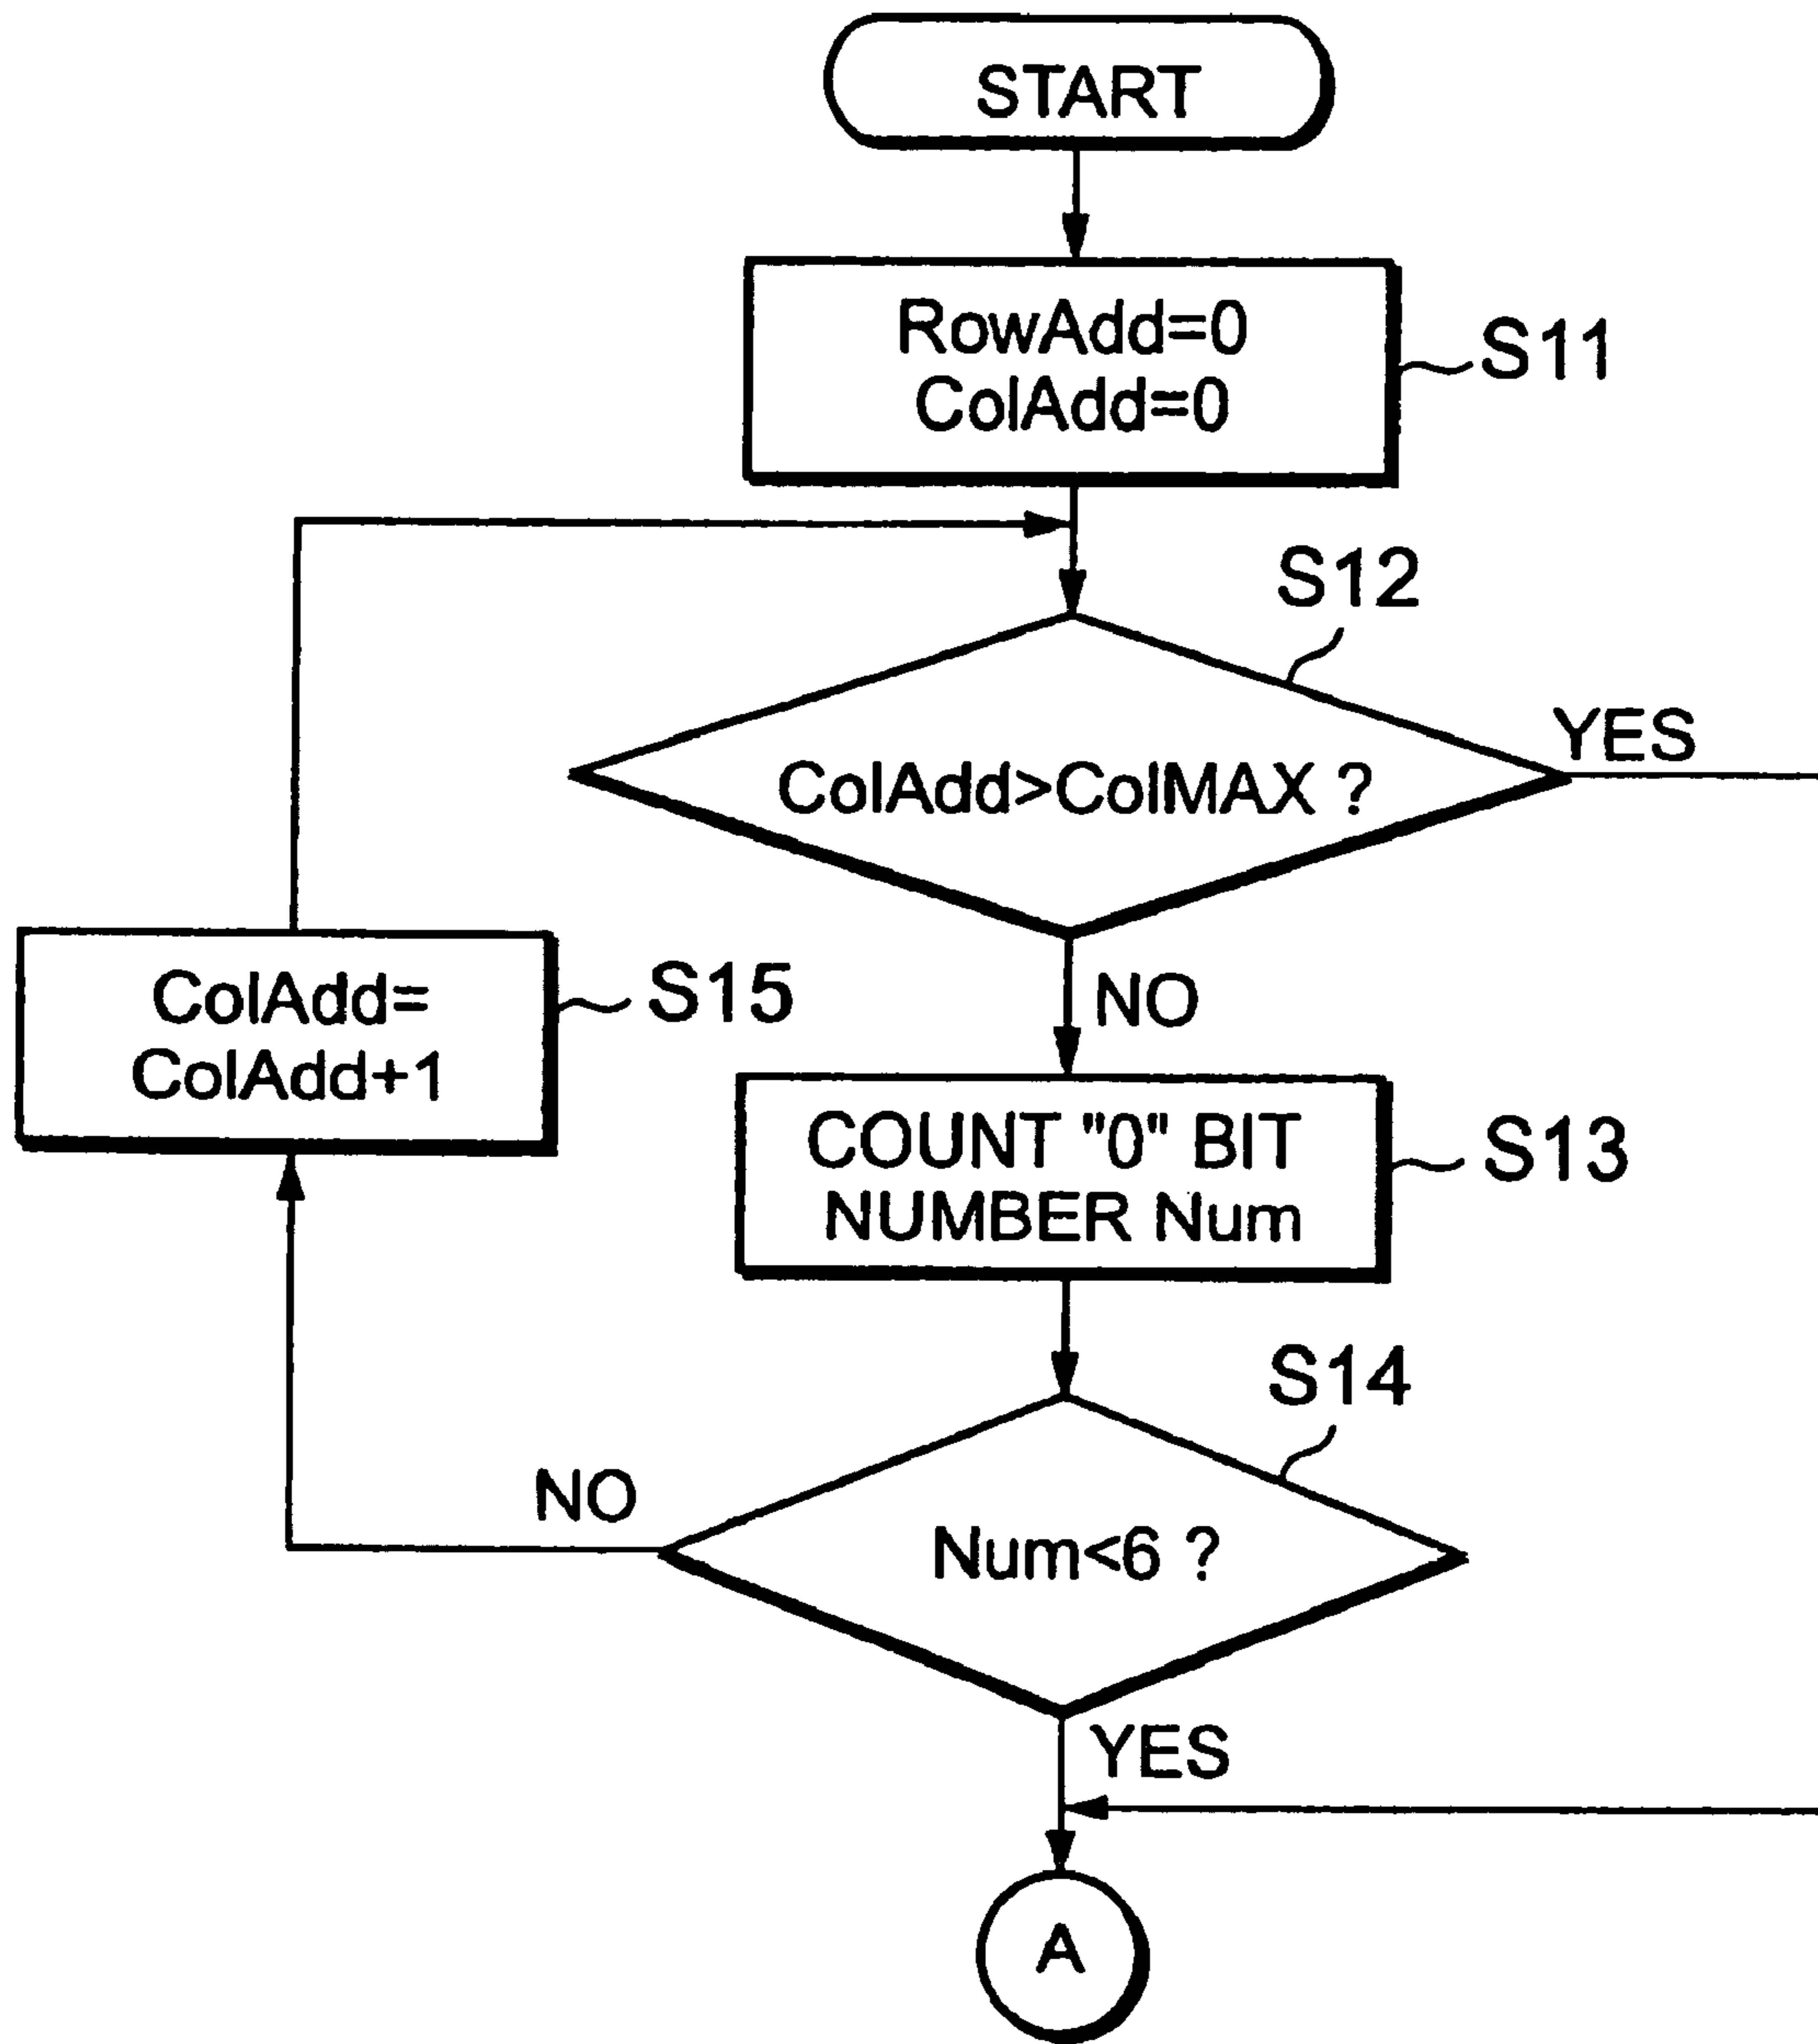 START
RowAdd=0
ColAdd=0
S11
S12
ColAdd>ColMAX ?
YES
NO
ColAdd=
ColAdd+1
S15
COUNT "0" BIT
NUMBER Num
S13
S14
Num<6 ?
NO
YES
A